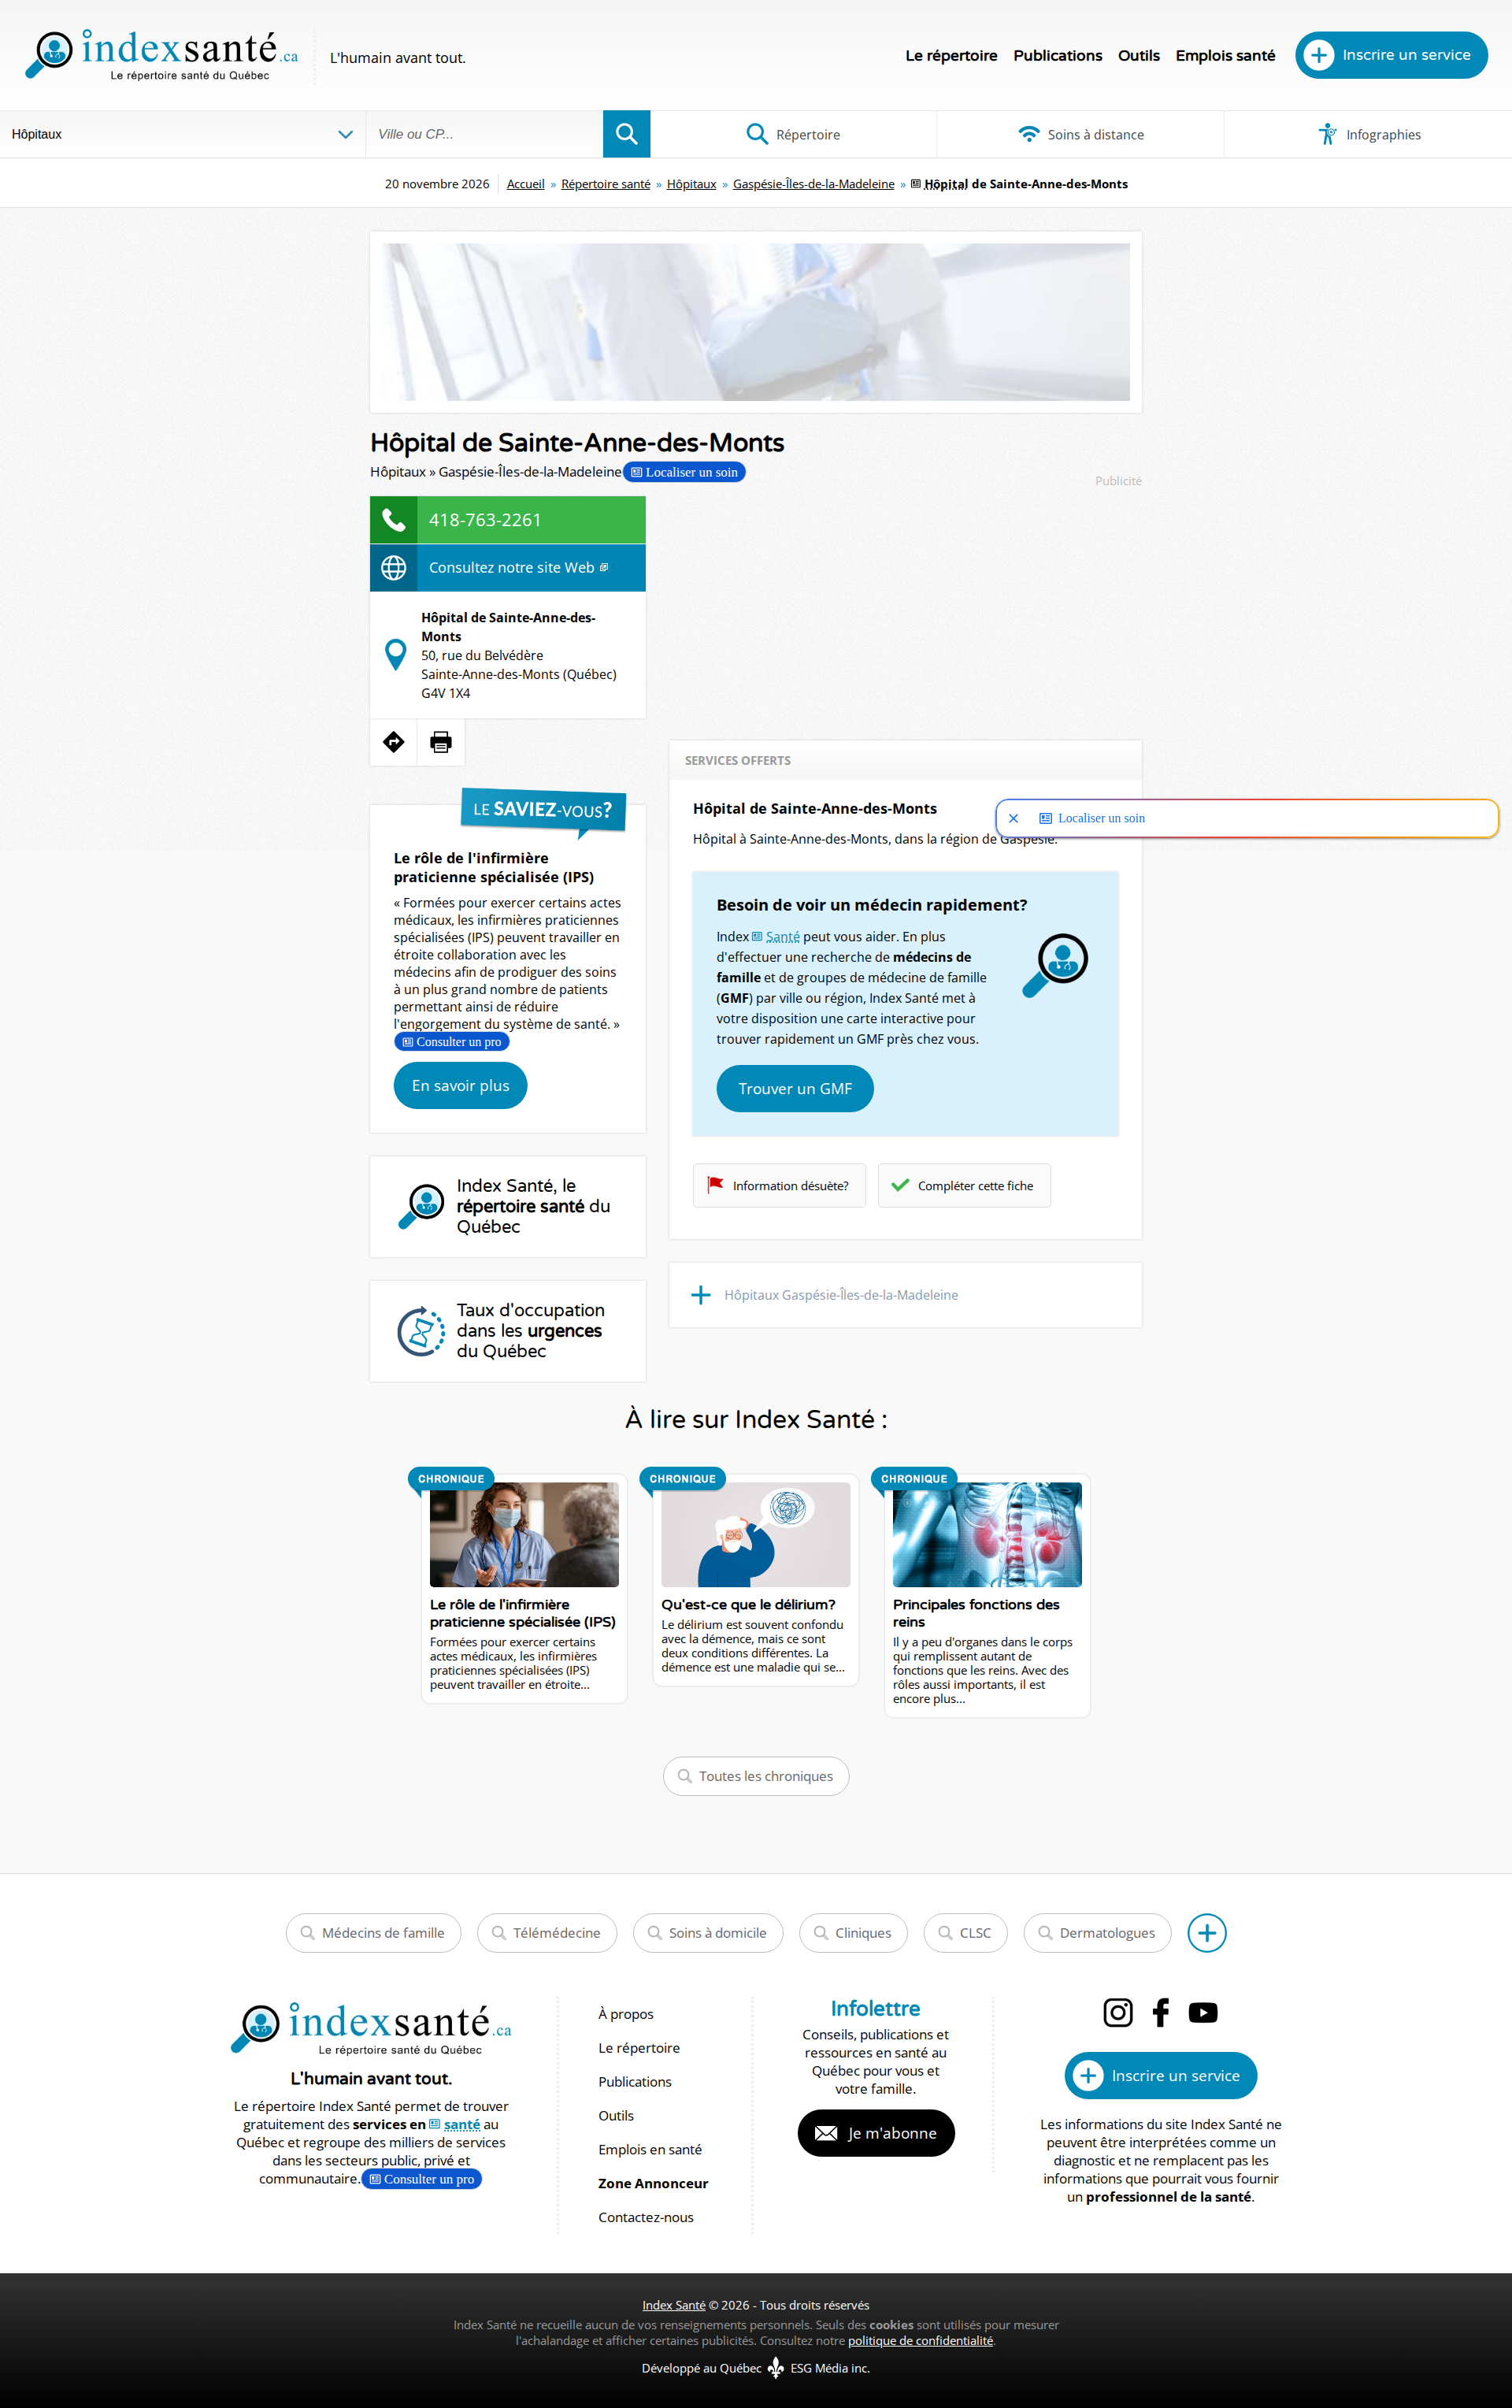 indexsanté.ca
Le répertoire santé du Québec
L'humain avant tout.
Le répertoire
Publications
Outils
Emplois santé
Inscrire un service
Hôpitaux
Ville ou CP...
Répertoire
Soins à distance
Infographies
20 novembre 2026
Accueil » Répertoire santé » Hôpitaux » Gaspésie-Îles-de-la-Madeleine » Hôpital de Sainte-Anne-des-Monts
Hôpital de Sainte-Anne-des-Monts
Hôpitaux » Gaspésie-Îles-de-la-Madeleine Localiser un soin
Publicité
418-763-2261
Consultez notre site Web
Hôpital de Sainte-Anne-des-
Monts
50, rue du Belvédère
Sainte-Anne-des-Monts (Québec)
G4V 1X4
LE SAVIEZ-VOUS?
Le rôle de l'infirmière
praticienne spécialisée (IPS)
« Formées pour exercer certains actes
médicaux, les infirmières praticiennes
spécialisées (IPS) peuvent travailler en
étroite collaboration avec les
médecins afin de prodiguer des soins
à un plus grand nombre de patients
permettant ainsi de réduire
l'engorgement du système de santé. »
Consulter un pro
En savoir plus
Index Santé, le
répertoire santé du
Québec
Taux d'occupation
dans les urgences
du Québec
SERVICES OFFERTS
Hôpital de Sainte-Anne-des-Monts
Localiser un soin
Hôpital à Sainte-Anne-des-Monts, dans la région de Gaspésie.
Besoin de voir un médecin rapidement?
Index Santé peut vous aider. En plus
d'effectuer une recherche de médecins de
famille et de groupes de médecine de famille
(GMF) par ville ou région, Index Santé met à
votre disposition une carte interactive pour
trouver rapidement un GMF près chez vous.
Trouver un GMF
Information désuète?
Compléter cette fiche
Hôpitaux Gaspésie-Îles-de-la-Madeleine
À lire sur Index Santé :
CHRONIQUE
Le rôle de l'infirmière
praticienne spécialisée (IPS)
Formées pour exercer certains
actes médicaux, les infirmières
praticiennes spécialisées (IPS)
peuvent travailler en étroite...
CHRONIQUE
Qu'est-ce que le délirium?
Le délirium est souvent confondu
avec la démence, mais ce sont
deux conditions différentes. La
démence est une maladie qui se...
CHRONIQUE
Principales fonctions des
reins
Il y a peu d'organes dans le corps
qui remplissent autant de
fonctions que les reins. Avec des
rôles aussi importants, il est
encore plus...
Toutes les chroniques
Médecins de famille
Télémédecine
Soins à domicile
Cliniques
CLSC
Dermatologues
indexsanté.ca
Le répertoire santé du Québec
L'humain avant tout.
Le répertoire Index Santé permet de trouver
gratuitement des services en santé au
Québec et regroupe des milliers de services
dans les secteurs public, privé et
communautaire. Consulter un pro
À propos
Le répertoire
Publications
Outils
Emplois en santé
Zone Annonceur
Contactez-nous
Infolettre
Conseils, publications et
ressources en santé au
Québec pour vous et
votre famille.
Je m'abonne
Inscrire un service
Les informations du site Index Santé ne
peuvent être interprétées comme un
diagnostic et ne remplacent pas les
informations que pourrait vous fournir
un professionnel de la santé.
Index Santé © 2026 - Tous droits réservés
Index Santé ne recueille aucun de vos renseignements personnels. Seuls des cookies sont utilisés pour mesurer
l'achalandage et afficher certaines publicités. Consultez notre politique de confidentialité.
Développé au Québec ESG Média inc.